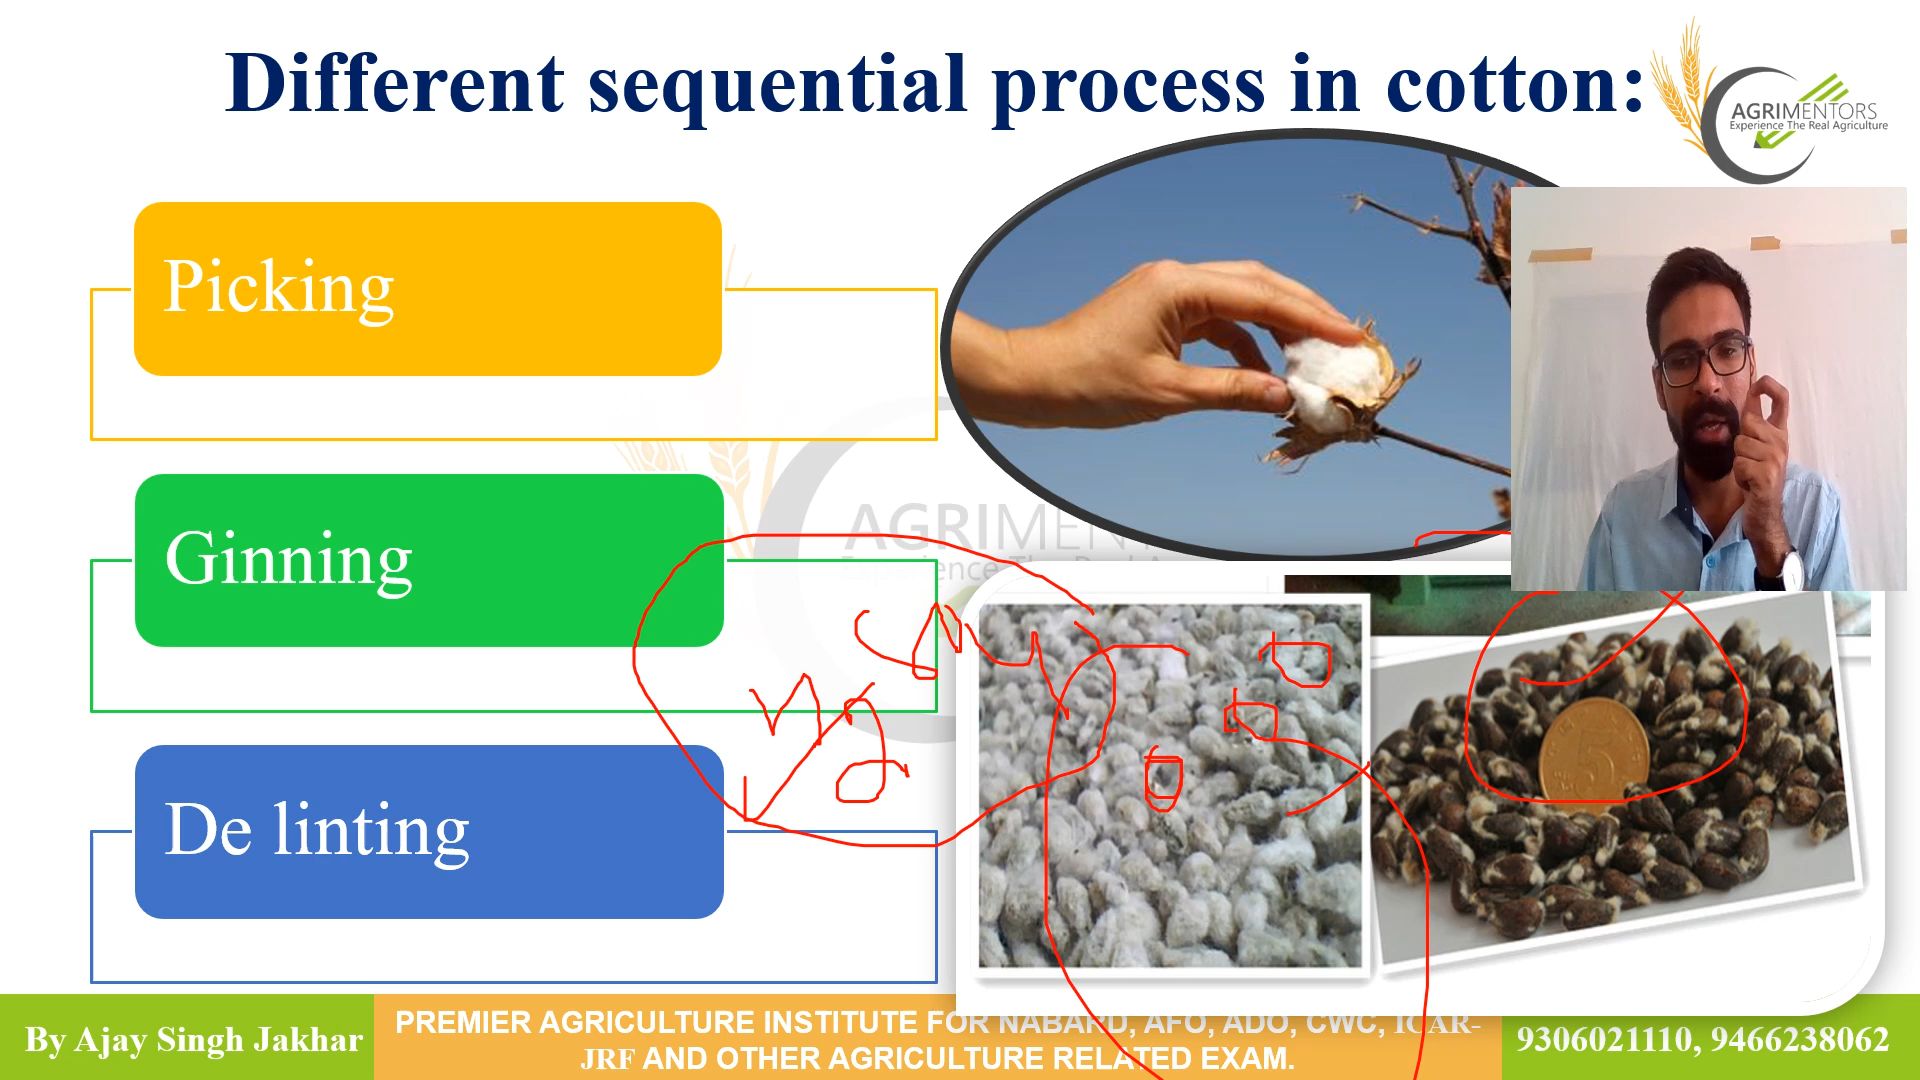 Different sequential process in cotton:
AGRIMENTORS
Experience The Real Agriculture
Picking
Ginning
De linting
By Ajay Singh Jakhar
PREMIER AGRICULTURE INSTITUTE FOR NABARD, AFO, ADO, CWC, ICAR-
JRF AND OTHER AGRICULTURE RELATED EXAM.
9306021110, 9466238062